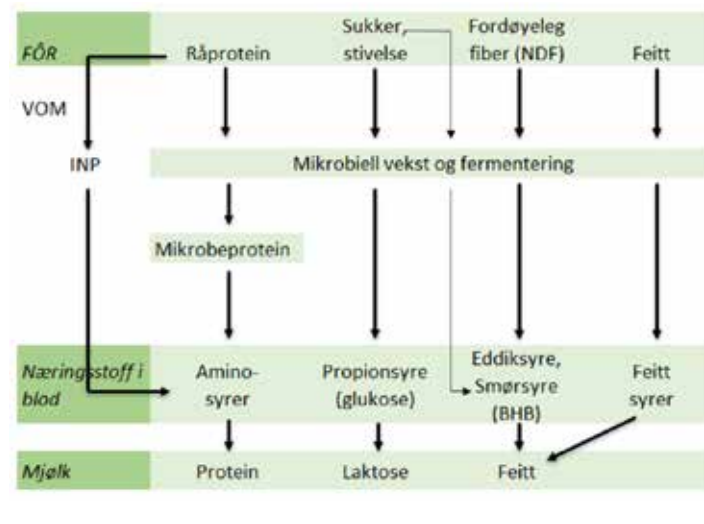 Sukker,
Fordøyeleg
FÔR
Råprotein
stivelse
fiber (NDF)
Feitt
VOM
INP
Mikrobiell vekst og fermentering
Mikrobeprotein
Næringsstoff i
blod
Amino-
syrer
Propionsyre
(glukose)
Eddiksyre,
Smørsyre
(BHB)
Feitt
syrer
Mjølk
Protein
Laktose
Feitt